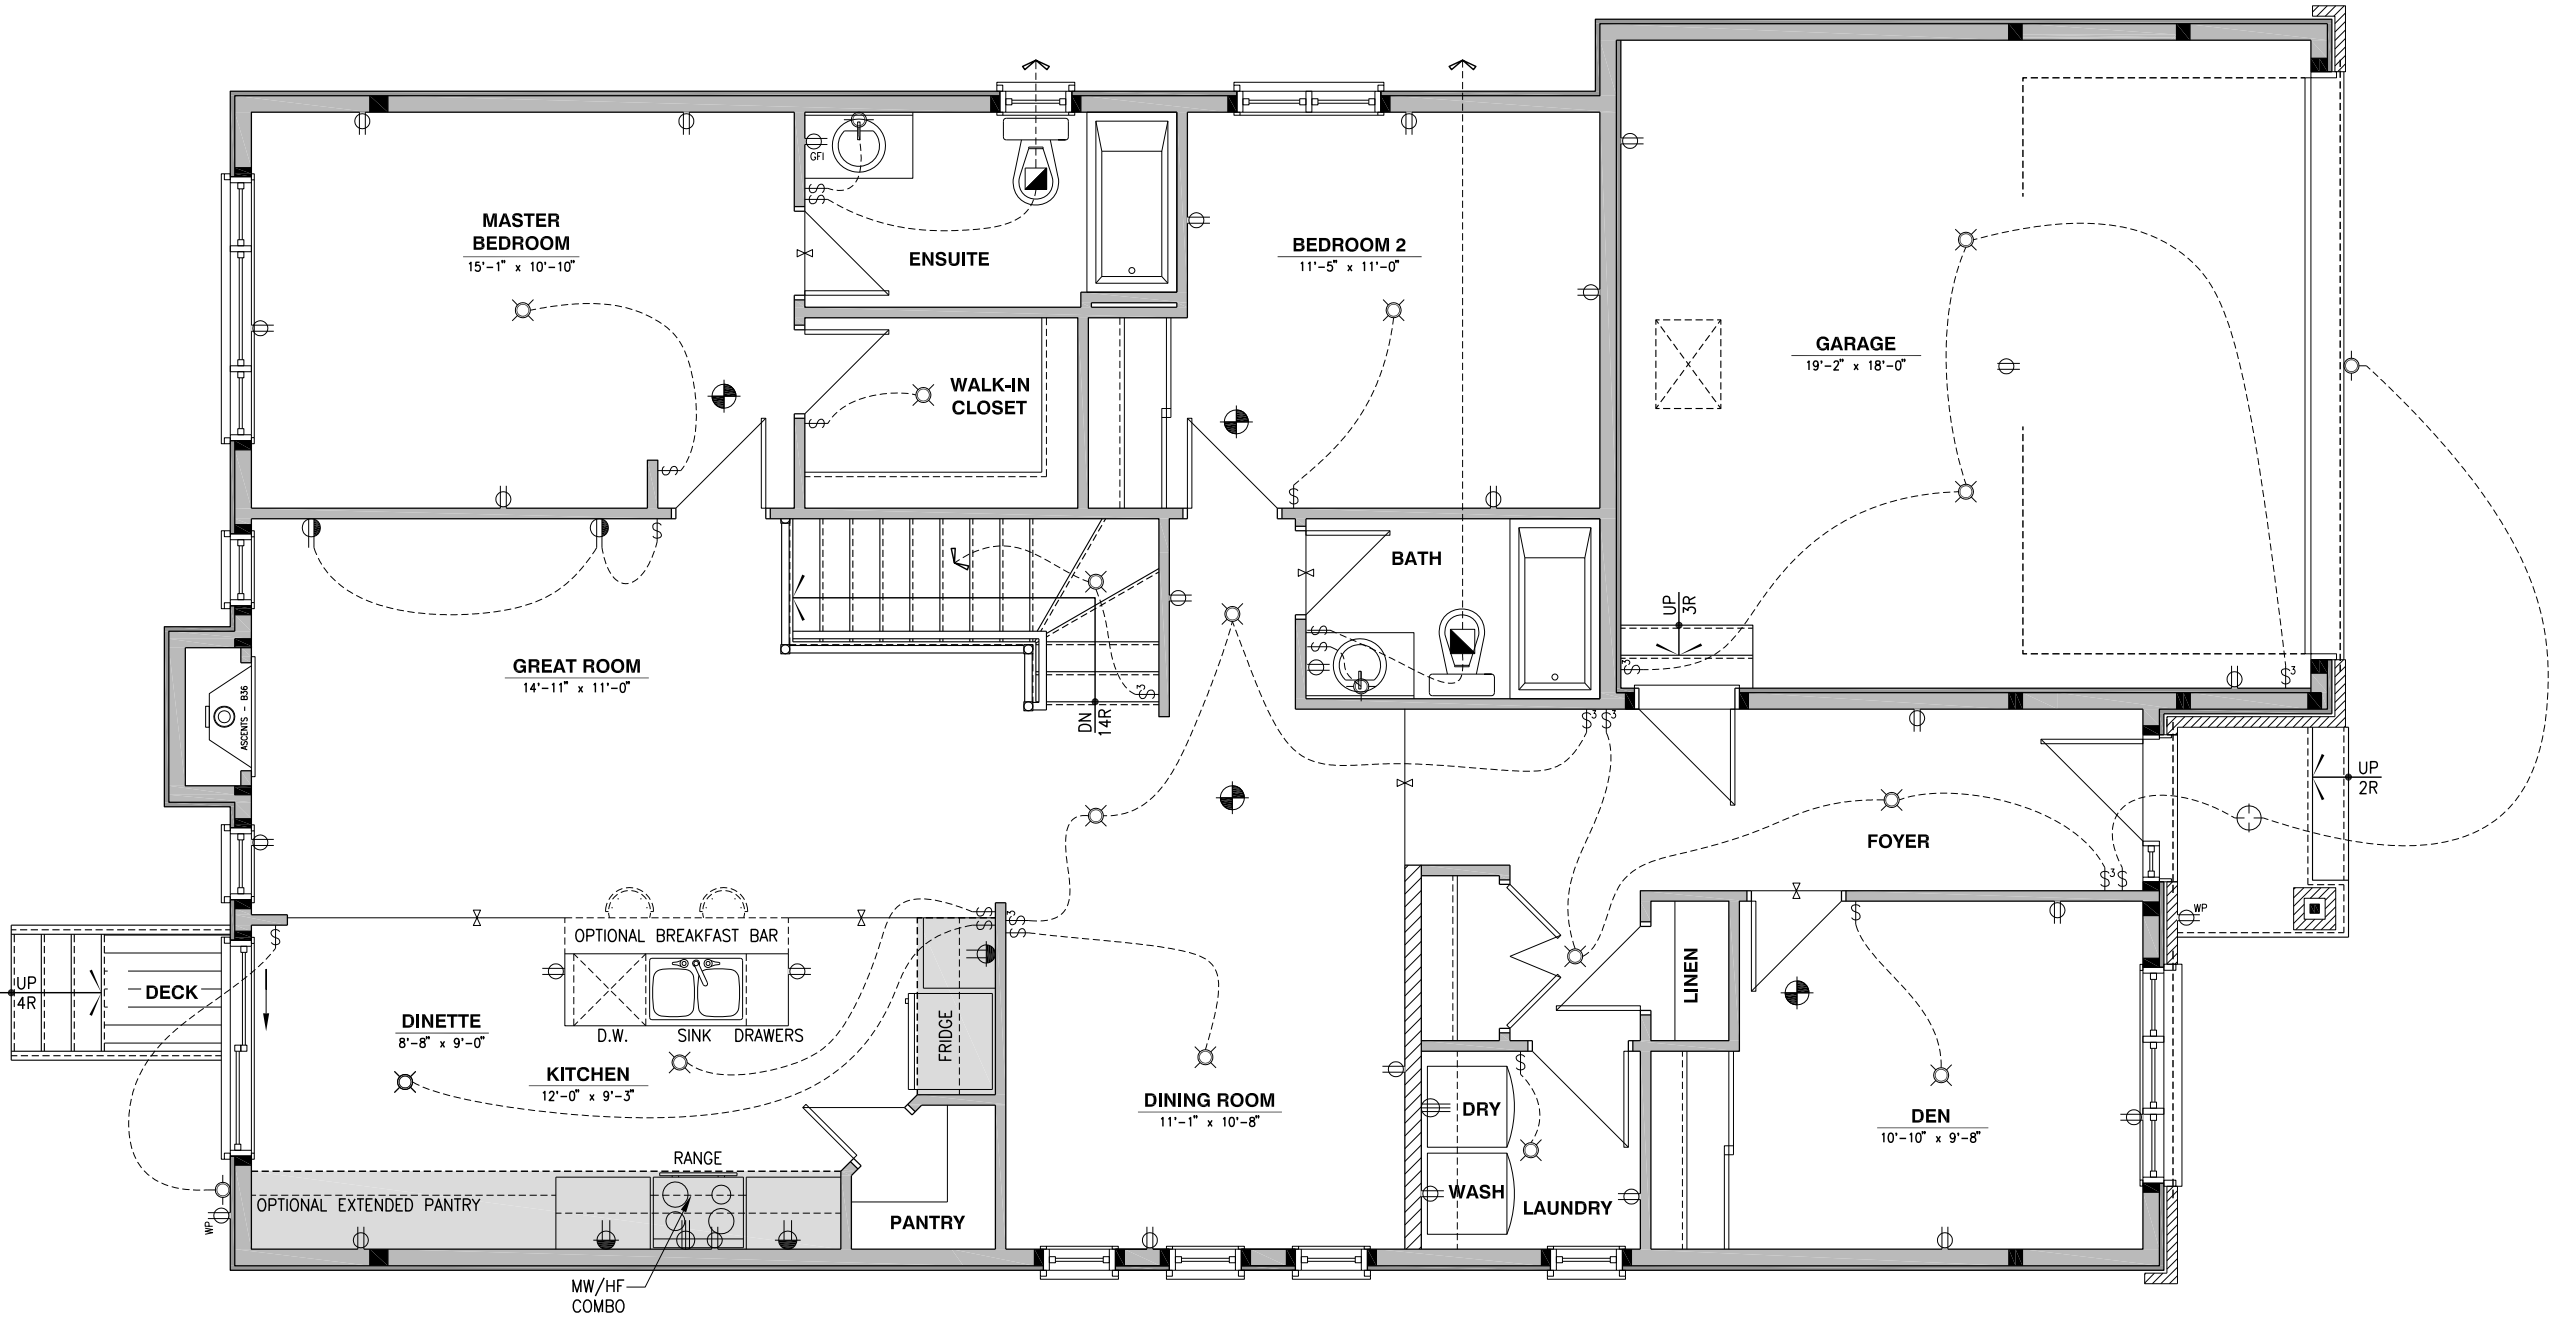 GFI
MASTER
BEDROOM
15'-1" x 10'-10"
ENSUITE
BEDROOM 2
11'-5" x 11'-0"
GARAGE
19'-2" x 18'-0"
WALK-IN
CLOSET
BATH
UP
3R
GREAT ROOM
14'-11" x 11'-0"
ASCENTS - B36
DN
14R
UP
2R
FOYER
WP
OPTIONAL BREAKFAST BAR
DECK
UP
4R
LINEN
DINETTE
8'-8" x 9'-0"
D.W.
SINK
DRAWERS
FRIDGE
KITCHEN
12'-0" x 9'-3"
DINING ROOM
11'-1" x 10'-8"
DRY
DEN
10'-10" x 9'-8"
RANGE
OPTIONAL EXTENDED PANTRY
WASH
LAUNDRY
PANTRY
WP
MW/HF
COMBO